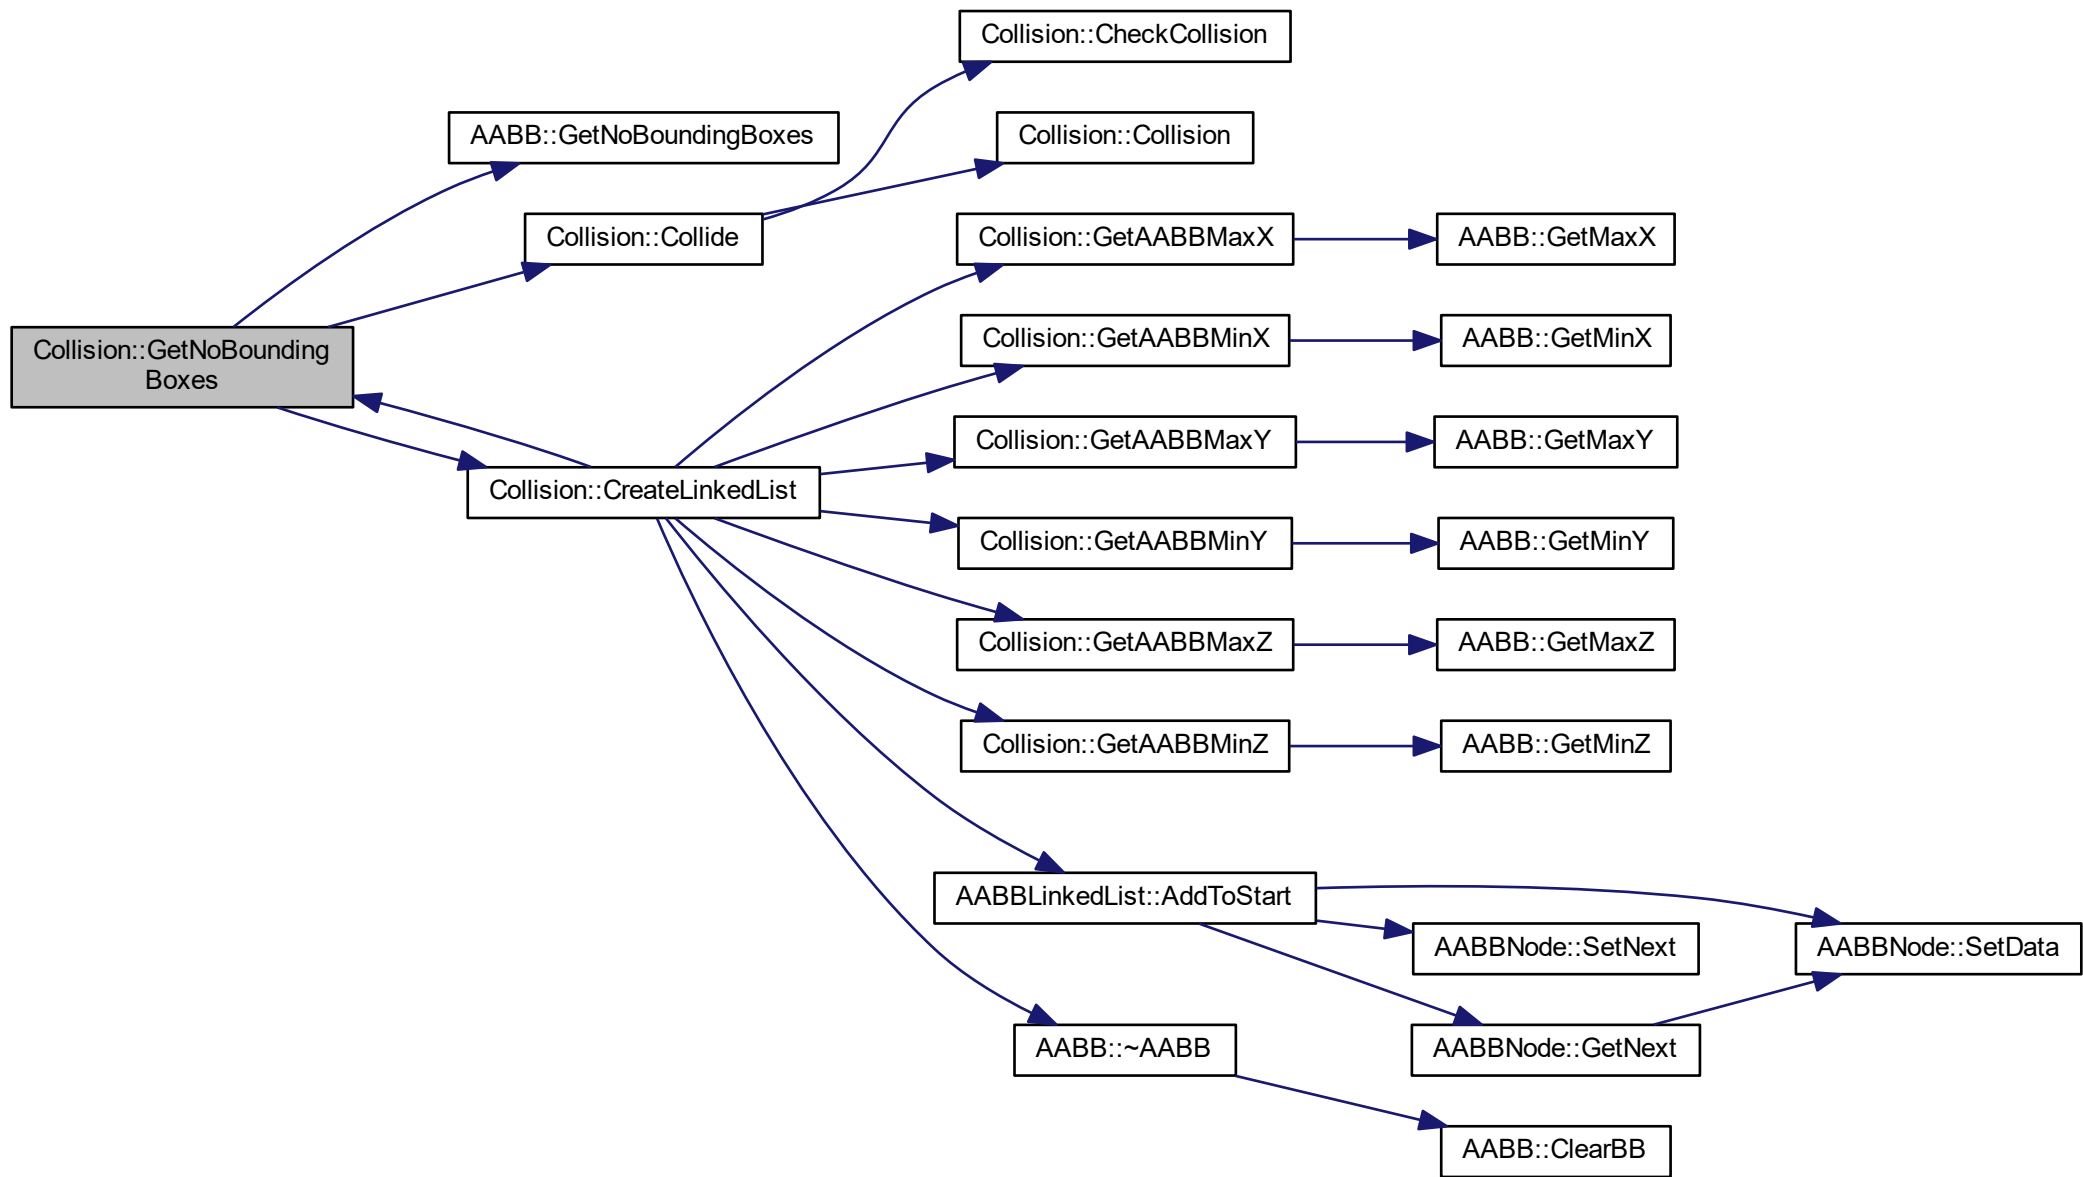 Collision::CheckCollision
AABB::GetNoBoundingBoxes
Collision::Collision
Collision::Collide
Collision::GetAABBMaxX
AABB::GetMaxX
Collision::GetNoBounding
Boxes
Collision::GetAABBMinX
AABB::GetMinX
Collision::GetAABBMaxY
AABB::GetMaxY
Collision::CreateLinkedList
Collision::GetAABBMinY
AABB::GetMinY
Collision::GetAABBMaxZ
AABB::GetMaxZ
Collision::GetAABBMinZ
AABB::GetMinZ
AABBLinkedList::AddToStart
AABBNode::SetNext
AABBNode::SetData
AABB::~AABB
AABBNode::GetNext
AABB::ClearBB